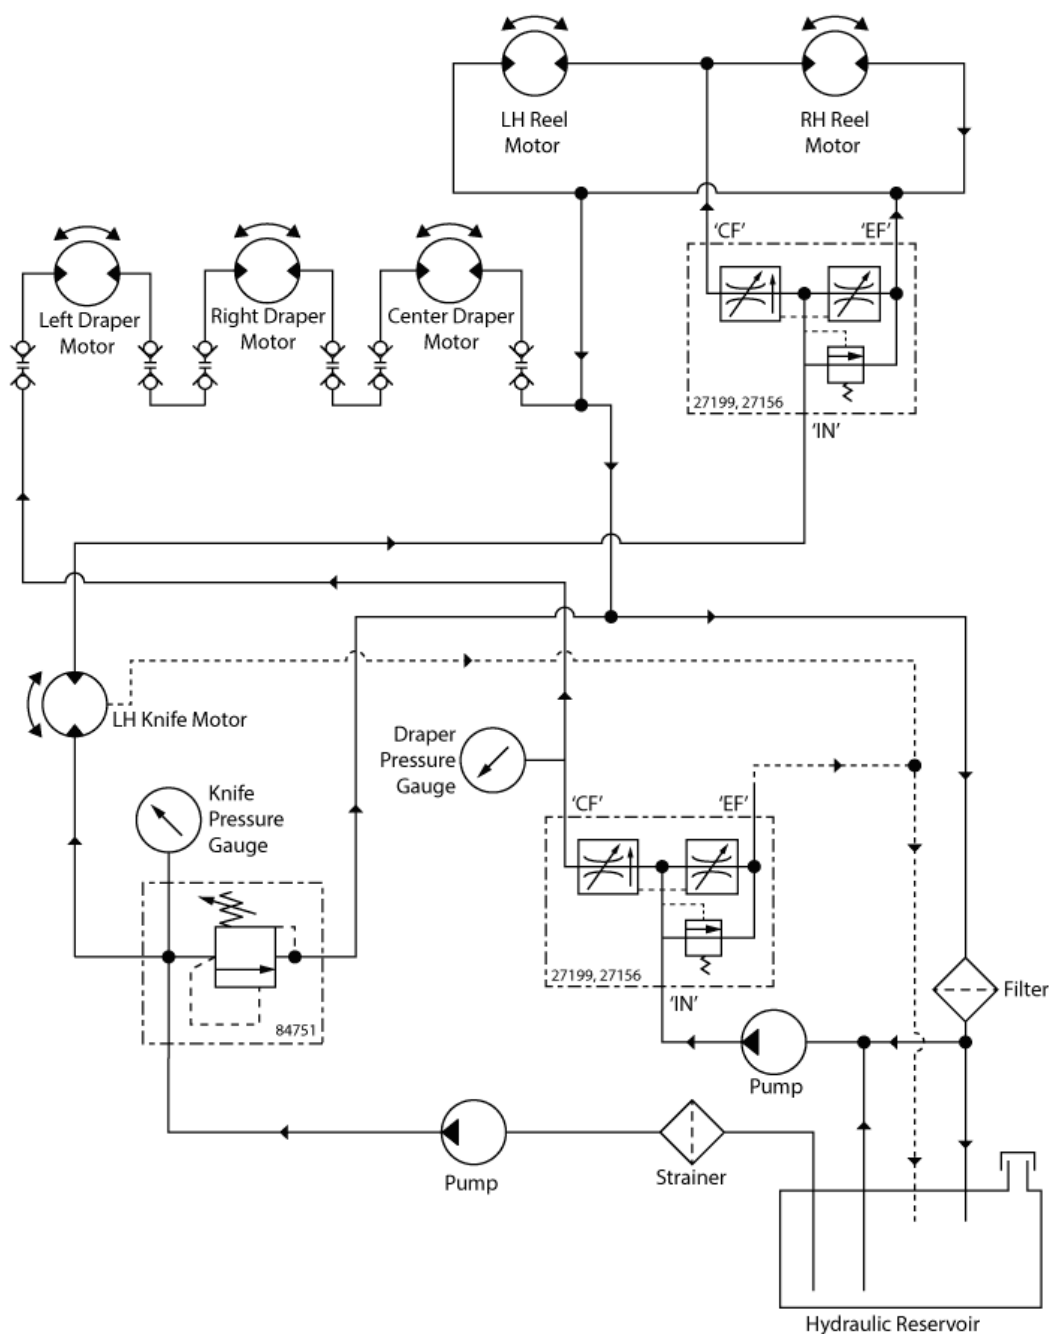 LH Reel
Motor
RH Reel
Motor
'CF'
'EF'
Left Draper
Motor
Right Draper
Motor
Center Draper
Motor
27199, 27156
'IN'
LH Knife Motor
Draper
Pressure
Gauge
Knife
Pressure
Gauge
'CF'
'EF'
27199, 27156
'IN'
84751
Filter
Pump
Pump
Strainer
Hydraulic Reservoir